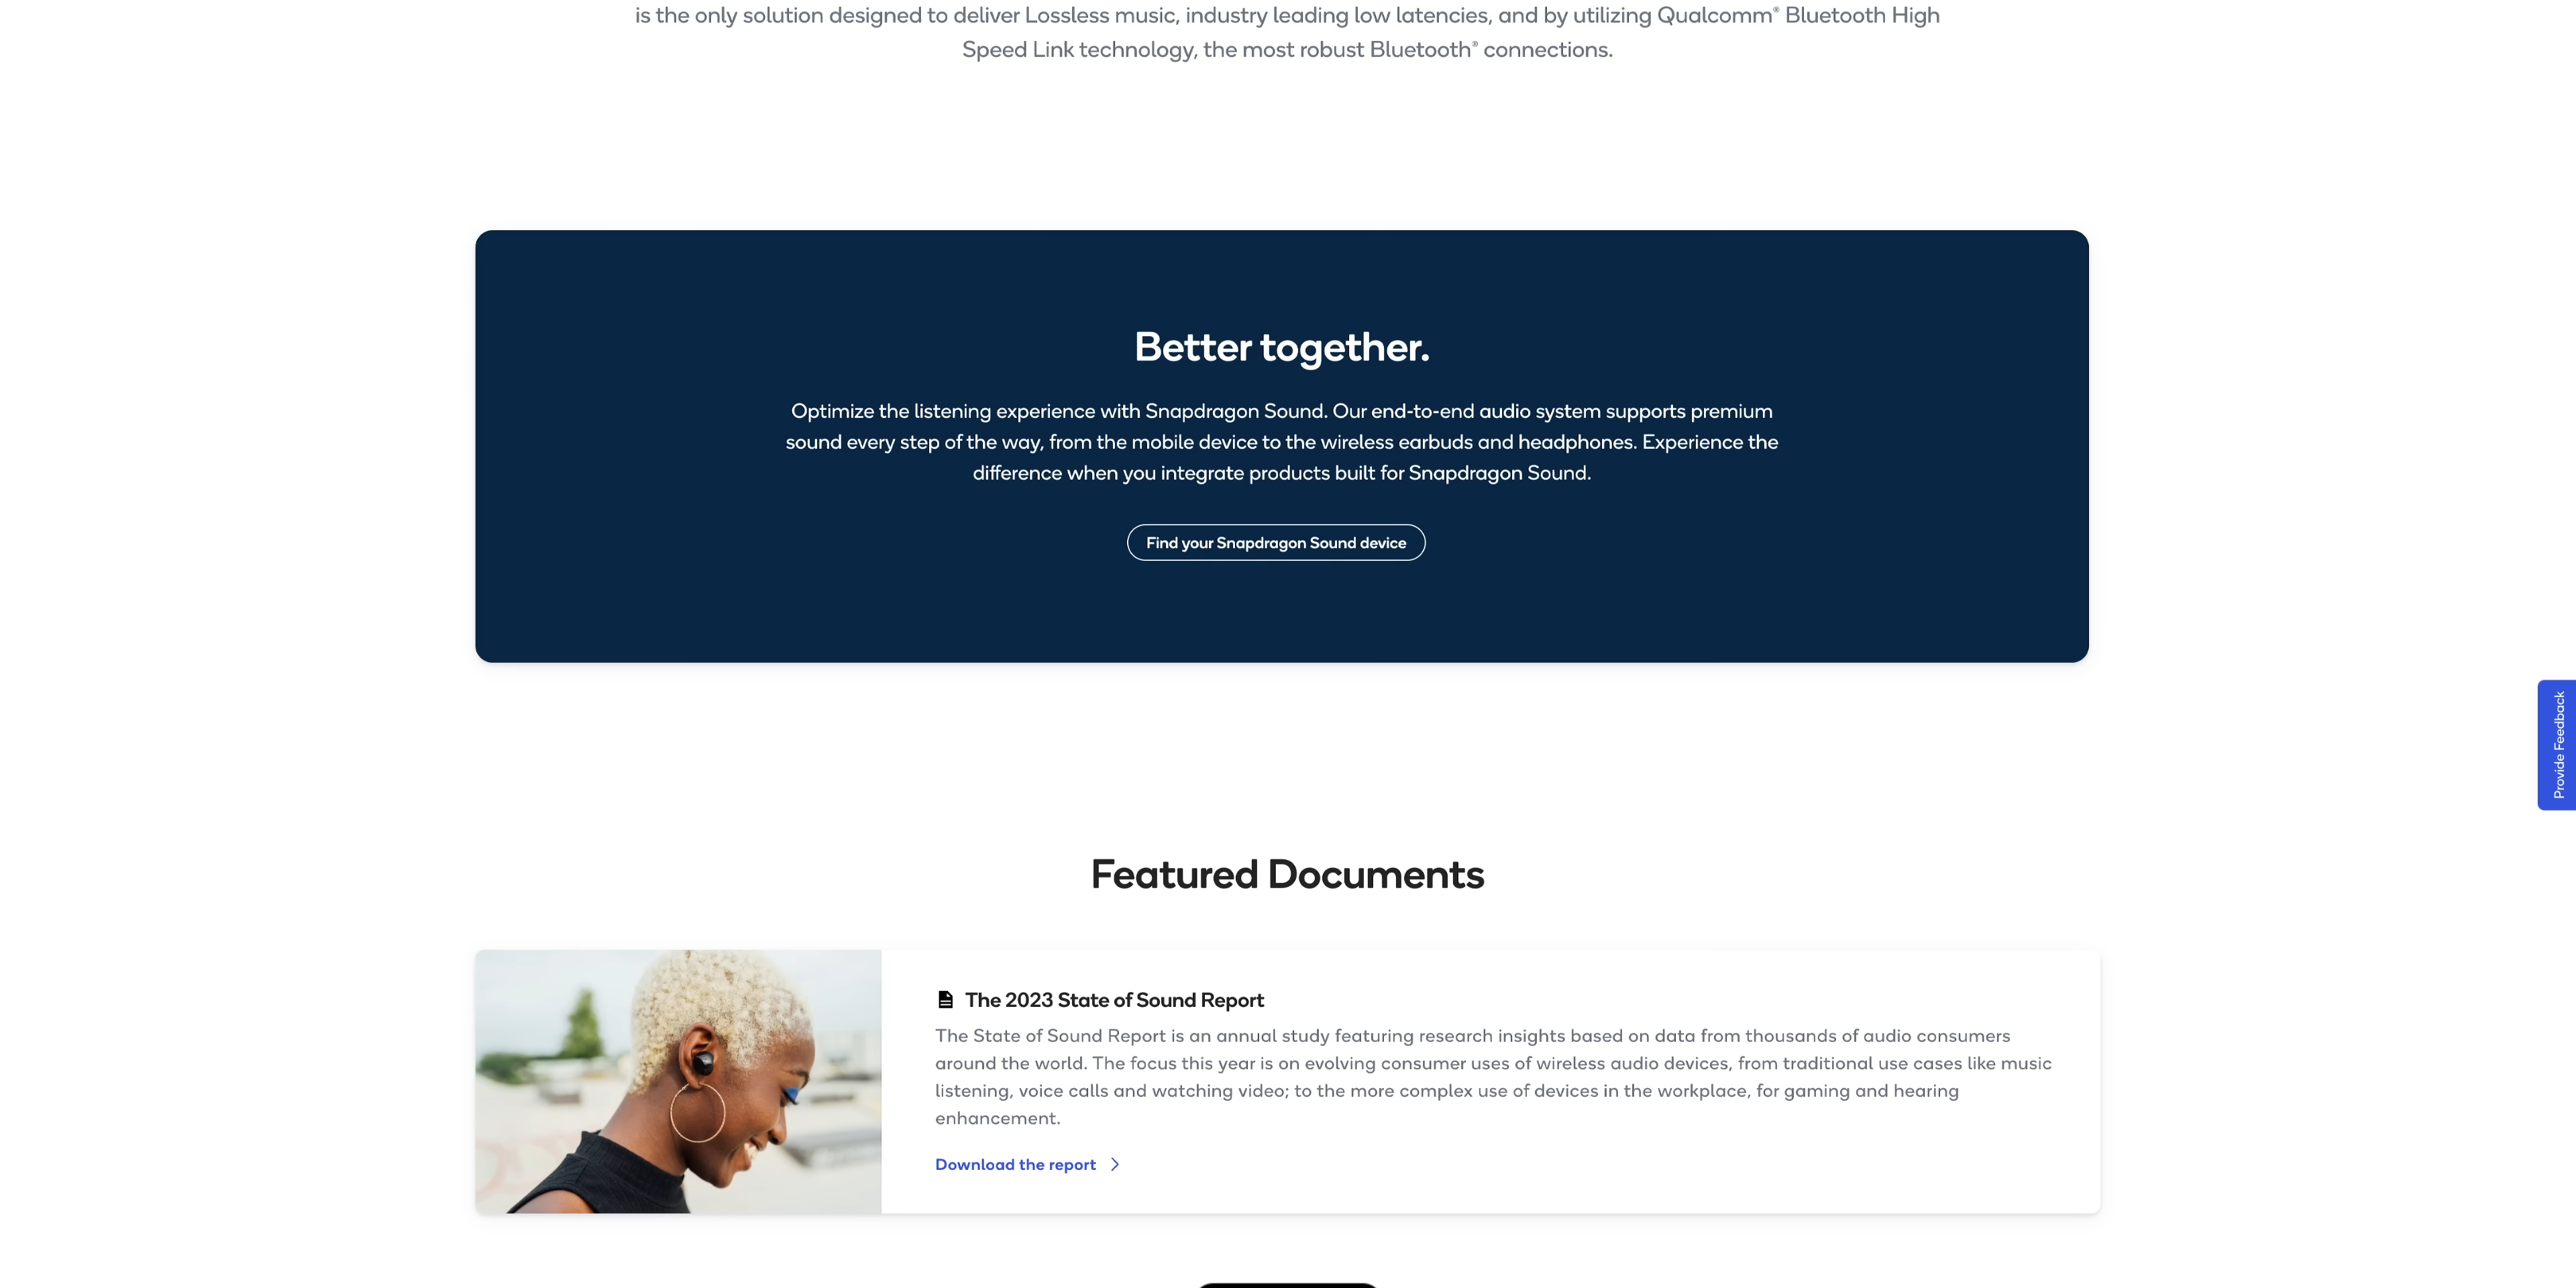 is the only solution designed to deliver Lossless music, industry leading low latencies, and by utilizing Qualcomm® Bluetooth High
Speed Link technology, the most robust Bluetooth® connections.
Better together.
Optimize the listening experience with Snapdragon Sound. Our end-to-end audio system supports premium
sound every step of the way, from the mobile device to the wireless earbuds and headphones. Experience the
difference when you integrate products built for Snapdragon Sound.
Find your Snapdragon Sound device
Provide Feedback
Featured Documents
The 2023 State of Sound Report
The State of Sound Report is an annual study featuring research insights based on data from thousands of audio consumers
around the world. The focus this year is on evolving consumer uses of wireless audio devices, from traditional use cases like music
listening, voice calls and watching video; to the more complex use of devices in the workplace, for gaming and hearing
enhancement.
Download the report